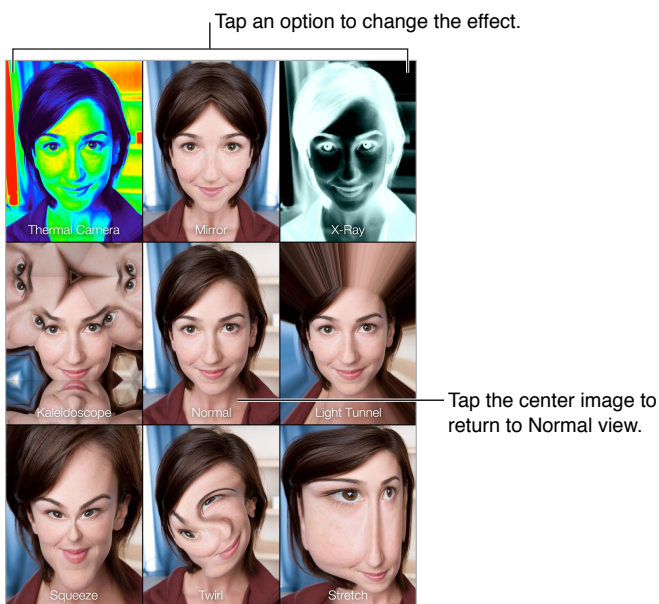 Tap an option to change the effect.
Thermal Camera
Mirror
X-Ray
Kaleidoscope
Normal
Light Tunnel
Tap the center image to
return to Normal view.
Squeeze
Twirl
Stretch